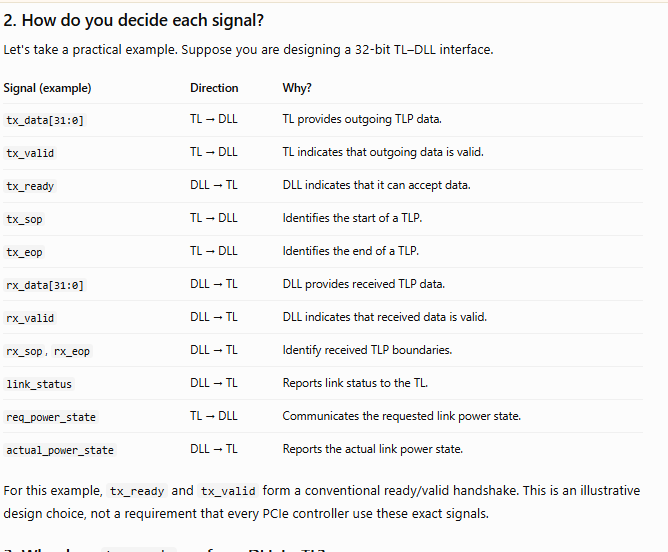 2. How do you decide each signal?
Let's take a practical example. Suppose you are designing a 32-bit TL–DLL interface.
Signal (example) Direction Why?
tx_data[31:0] TL → DLL TL provides outgoing TLP data.
tx_valid TL → DLL TL indicates that outgoing data is valid.
tx_ready DLL → TL DLL indicates that it can accept data.
tx_sop TL → DLL Identifies the start of a TLP.
tx_eop TL → DLL Identifies the end of a TLP.
rx_data[31:0] DLL → TL DLL provides received TLP data.
rx_valid DLL → TL DLL indicates that received data is valid.
rx_sop, rx_eop DLL → TL Identify received TLP boundaries.
link_status DLL → TL Reports link status to the TL.
req_power_state TL → DLL Communicates the requested link power state.
actual_power_state DLL → TL Reports the actual link power state.
For this example, tx_ready and tx_valid form a conventional ready/valid handshake. This is an illustrative
design choice, not a requirement that every PCIe controller use these exact signals.